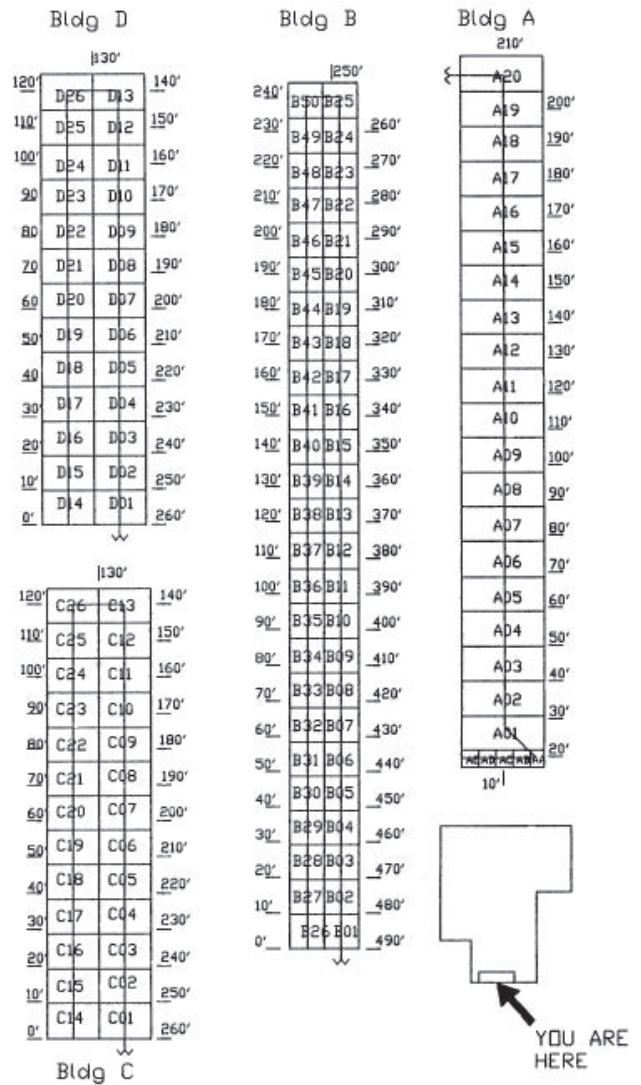 Bldg D
130'
120' D26 D13 140'
110' D25 D12 150'
100' D24 D11 160'
90 D23 D10 170'
80 D22 D09 180'
70 D21 D08 190'
60 D20 D07 200'
50' D19 D06 210'
40 D18 D05 220'
30' D17 D04 230'
20' D16 D03 240'
10' D15 D02 250'
0' D14 D01 260'
130'
120' C26 C13 140'
110' C25 C12 150'
100' C24 C11 160'
90' C23 C10 170'
80' C22 C09 180'
70' C21 C08 190'
60' C20 C07 200'
50' C19 C06 210'
40' C18 C05 220'
30' C17 C04 230'
20' C16 C03 240'
10' C15 C02 250'
0' C14 C01 260'
Bldg C
Bldg B
250'
240' B50 B25
230' B49 B24 260'
220' B48 B23 270'
210' B47 B22 280'
200' B46 B21 290'
190' B45 B20 300'
180' B44 B19 310'
170' B43 B18 320'
160' B42 B17 330'
150' B41 B16 340'
140' B40 B15 350'
130' B39 B14 360'
120' B38 B13 370'
110' B37 B12 380'
100' B36 B11 390'
90' B35 B10 400'
80' B34 B09 410'
70' B33 B08 420'
60' B32 B07 430'
50' B31 B06 440'
40' B30 B05 450'
30' B29 B04 460'
20' B28 B03 470'
10' B27 B02 480'
0' B26 B01 490'
Bldg A
210'
A20
A19 200'
A18 190'
A17 180'
A16 170'
A15 160'
A14 150'
A13 140'
A12 130'
A11 120'
A10 110'
A09 100'
A08 90'
A07 80'
A06 70'
A05 60'
A04 50'
A03 40'
A02 30'
A01 20'
AE AD AC AB AA
10'
YOU ARE
HERE